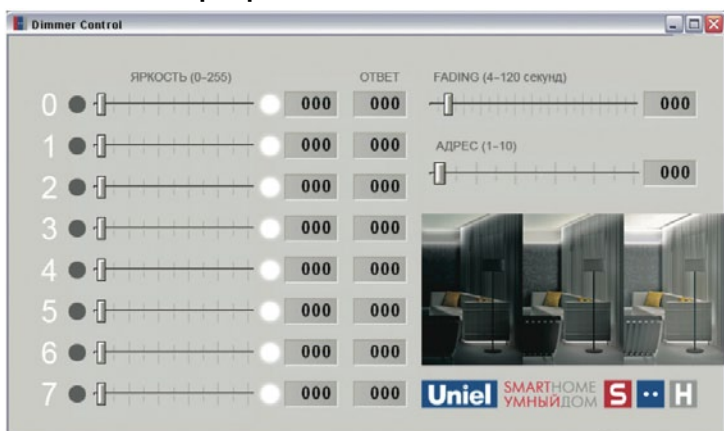 Dimmer Control
ЯРКОСТЬ (0-255) ОТВЕТ
0 000 000
1 000 000
2 000 000
3 000 000
4 000 000
5 000 000
6 000 000
7 000 000
FADING (4-120 секунд)
000
АДРЕС (1-10)
000
Uniel SMARTHOME УМНЫЙДОМ S H